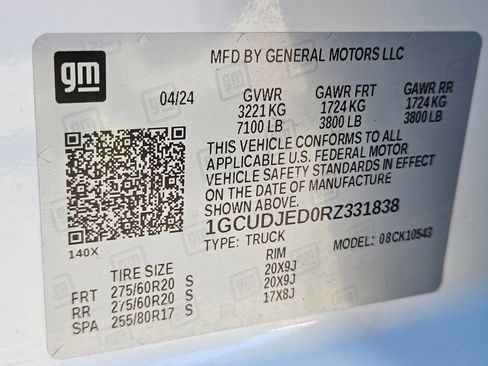 gm
MFD BY GENERAL MOTORS LLC
04/24 GVWR GAWR FRT GAWR RR
3221 KG 1724 KG 1724 KG
7100 LB 3800 LB 3800 LB
THIS VEHICLE CONFORMS TO ALL
APPLICABLE U.S. FEDERAL MOTOR
VEHICLE SAFETY STANDARDS IN EFFECT
ON THE DATE OF MANUFACTURE
SHOWN ABOVE.
1GCUDJED0RZ331838
140X
TYPE: TRUCK MODEL: 08CK10543
TIRE SIZE RIM
FRT 275/60R20 S 20X9J
RR 275/60R20 S 20X9J
SPA 255/80R17 S 17X8J